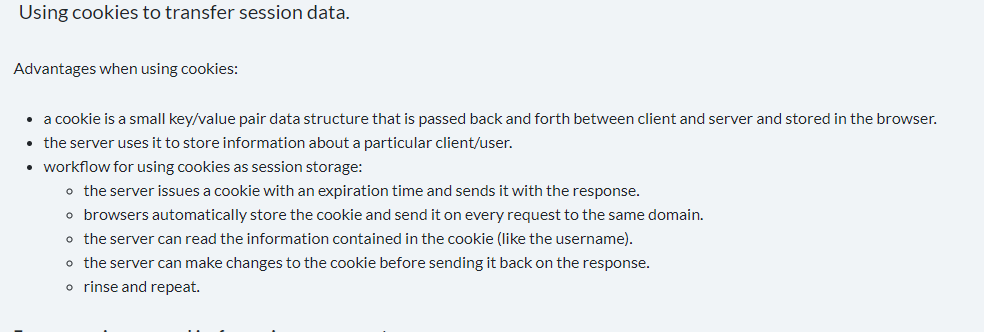 Using cookies to transfer session data.
Advantages when using cookies:
• a cookie is a small key/value pair data structure that is passed back and forth between client and server and stored in the browser.
• the server uses it to store information about a particular client/user.
• workflow for using cookies as session storage:
◦ the server issues a cookie with an expiration time and sends it with the response.
◦ browsers automatically store the cookie and send it on every request to the same domain.
◦ the server can read the information contained in the cookie (like the username).
◦ the server can make changes to the cookie before sending it back on the response.
◦ rinse and repeat.